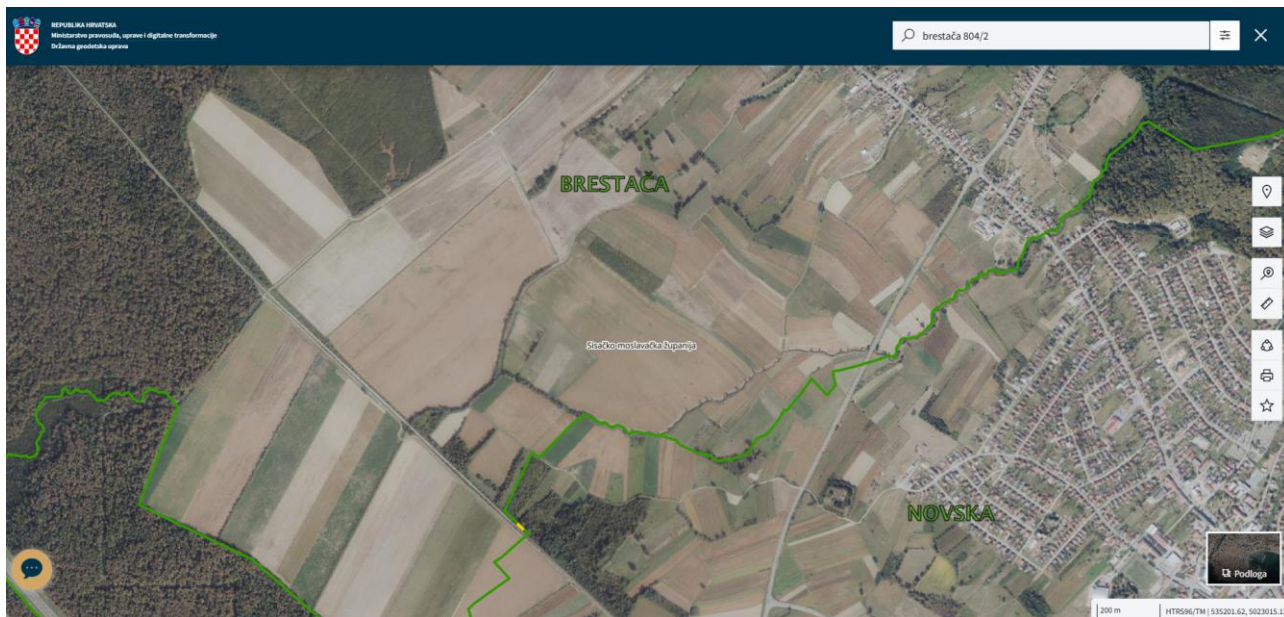 REPUBLIKA HRVATSKA
Ministarstvo pravosuđa, uprave i digitalne transformacije
Državna geodetska uprava
brestača 804/2
BRESTAČA
Sisačko-moslavačka županija
NOVSKA
Podloga
200 m
HTRS96/TM | 535201.62, 5023015.1